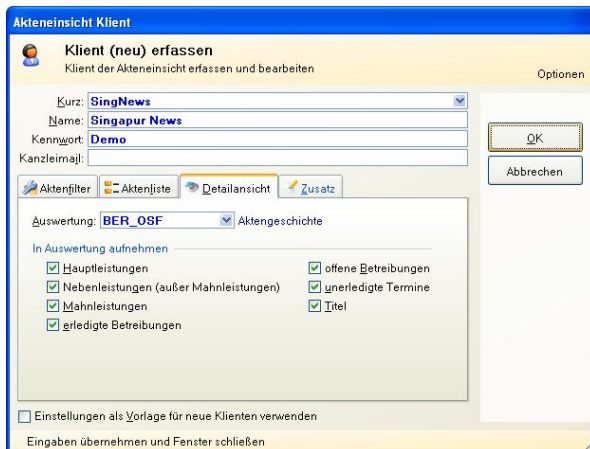 Akteneinsicht Klient
Klient (neu) erfassen
Klient der Akteneinsicht erfassen und bearbeiten
Optionen
Kurz: SingNews
Name: Singapur News
Kennwort: Demo
Kanzleimail:
OK
Abbrechen
Aktenfilter Aktenliste Detailansicht Zusatz
Auswertung: BER_OSF Aktengeschichte
In Auswertung aufnehmen
Hauptleistungen offene Betreibungen
Nebenleistungen (außer Mahnleistungen) unerledigte Termine
Mahnleistungen Titel
erledigte Betreibungen
Einstellungen als Vorlage für neue Klienten verwenden
Eingaben übernehmen und Fenster schließen